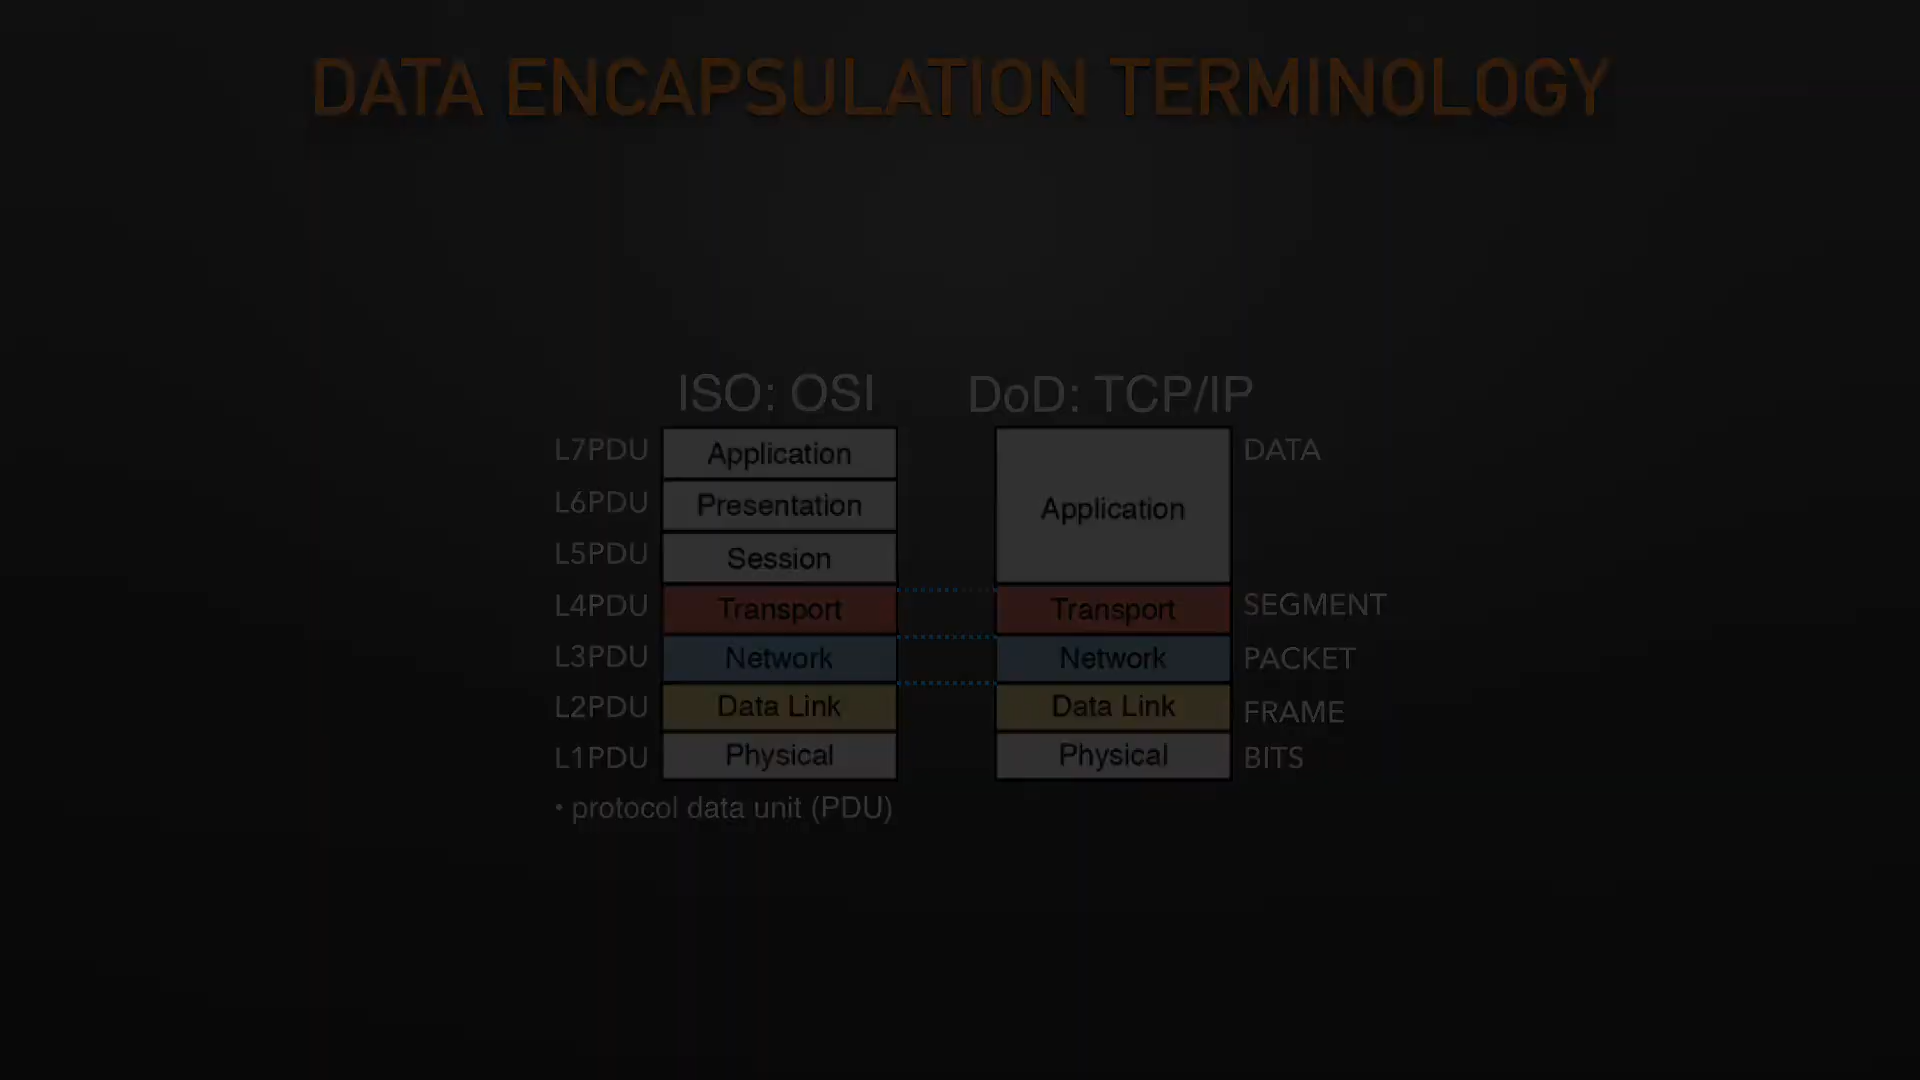 DATA ENCAPSULATION TERMINOLOGY
ISO: OSI DoD: TCP/IP
L7PDU Application DATA
L6PDU Presentation Application
L5PDU Session
L4PDU Transport Transport SEGMENT
L3PDU Network Network PACKET
L2PDU Data Link Data Link FRAME
L1PDU Physical Physical BITS
• protocol data unit (PDU)